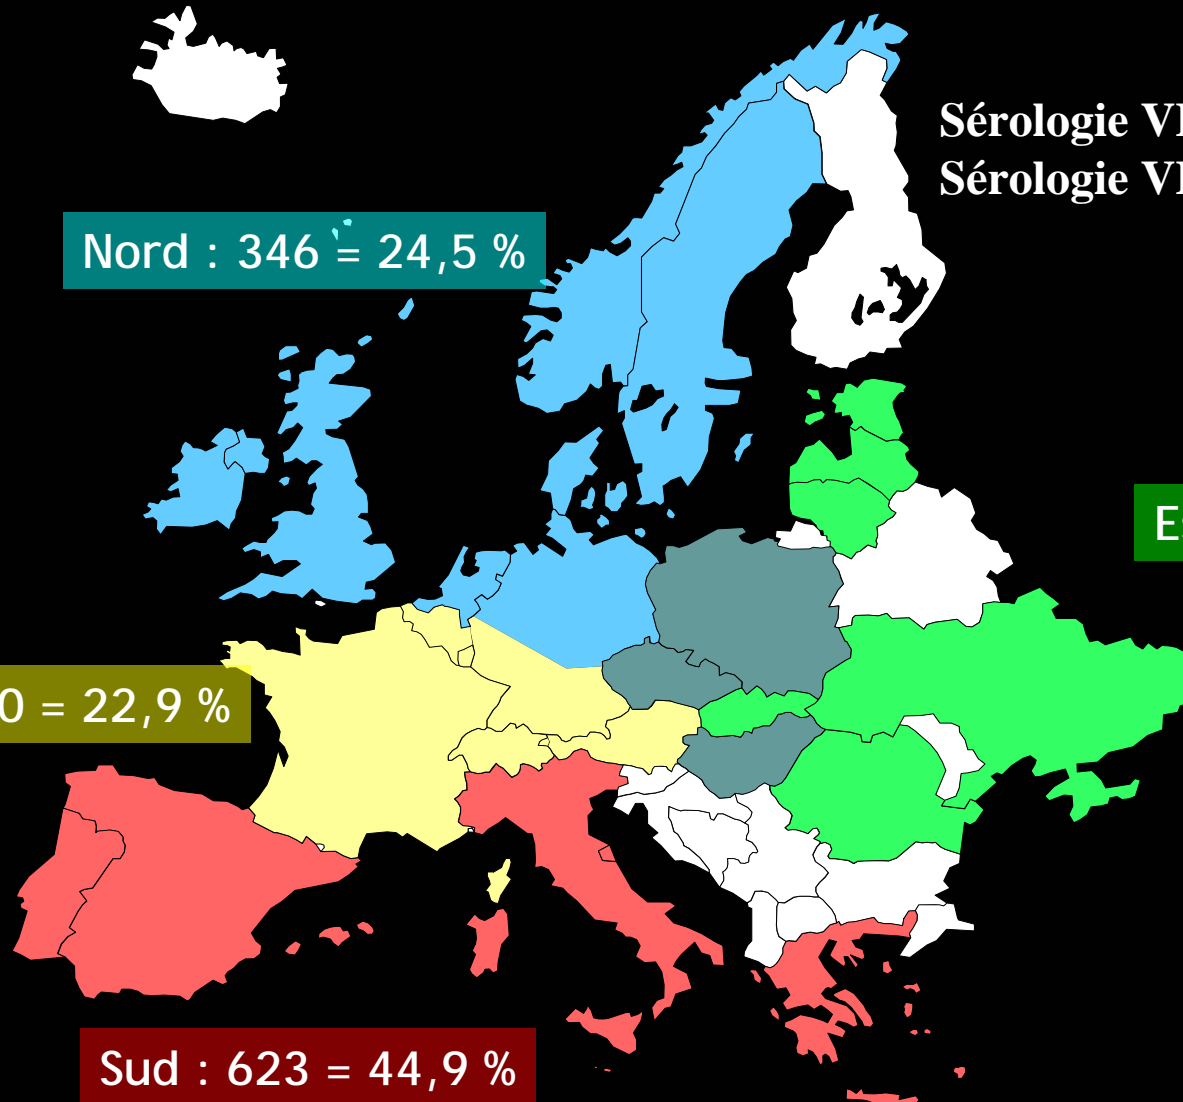 Sérologie
Sérologie
Nord : 346 = 24,5 %
0 = 22,9 %
Sud : 623 = 44,9 %